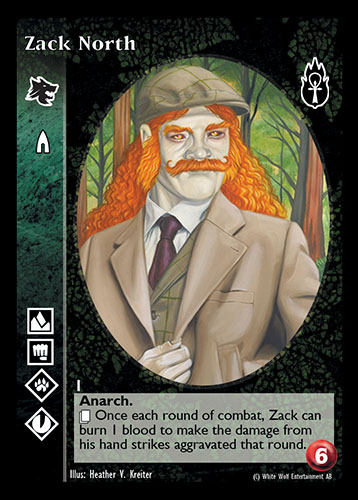 Zack North
Anarch.
Once each round of combat, Zack can
burn 1 blood to make the damage from
his hand strikes aggravated that round.
6
Illus: Heather V. Kreiter
(C) White Wolf Entertainment AB